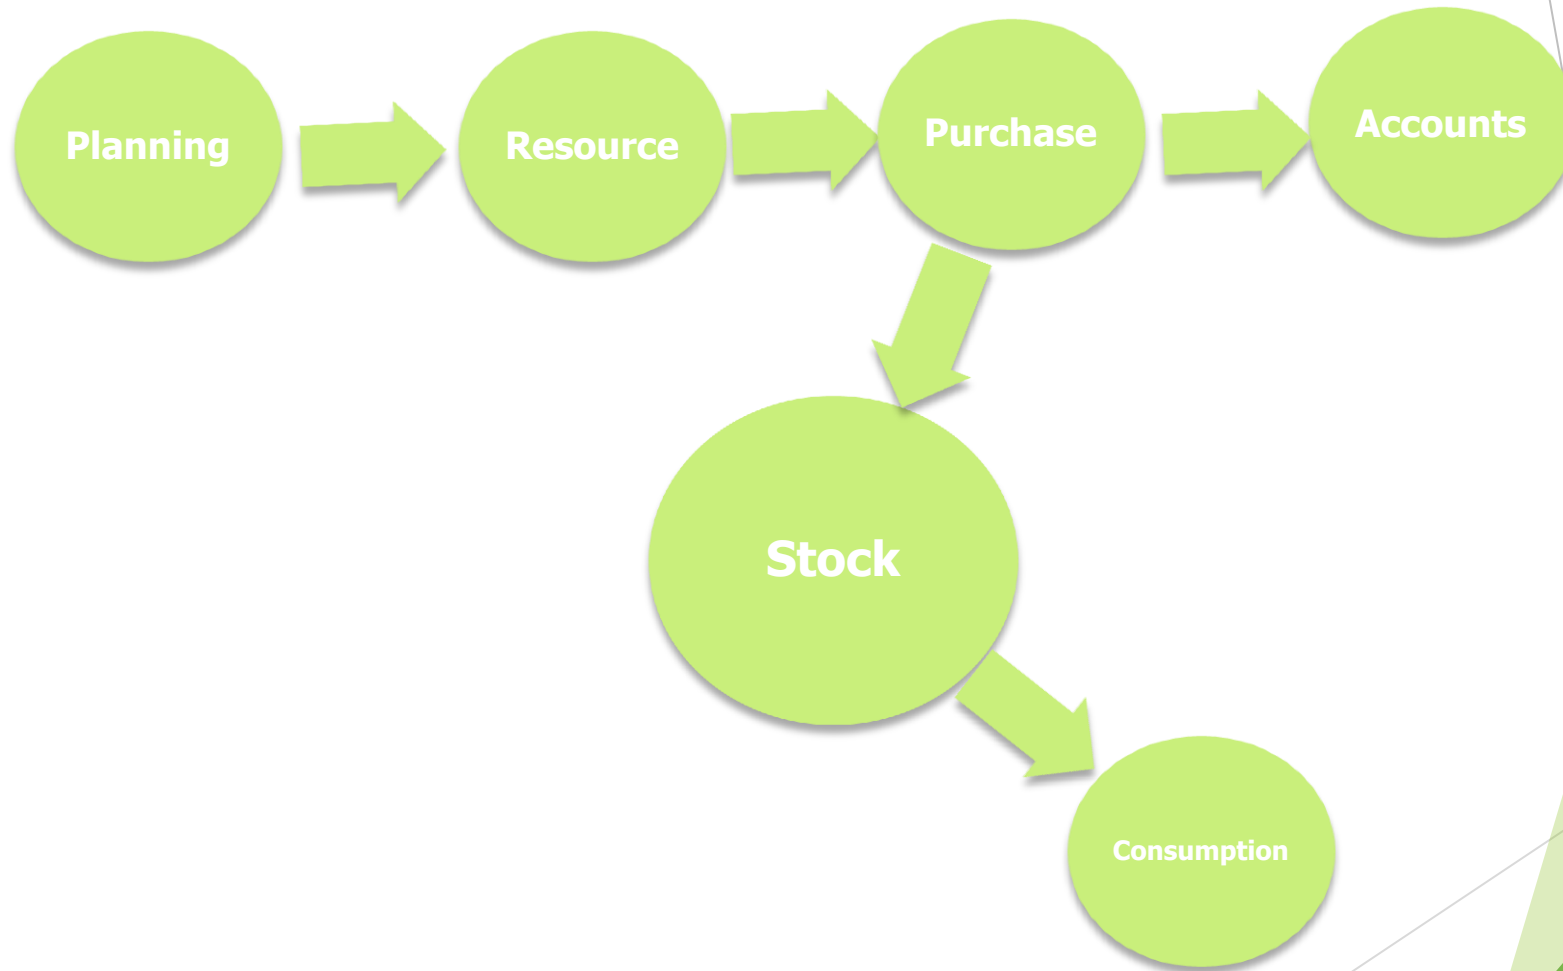 Planning
Resource
Purchase
Accounts
Stock
Consumption